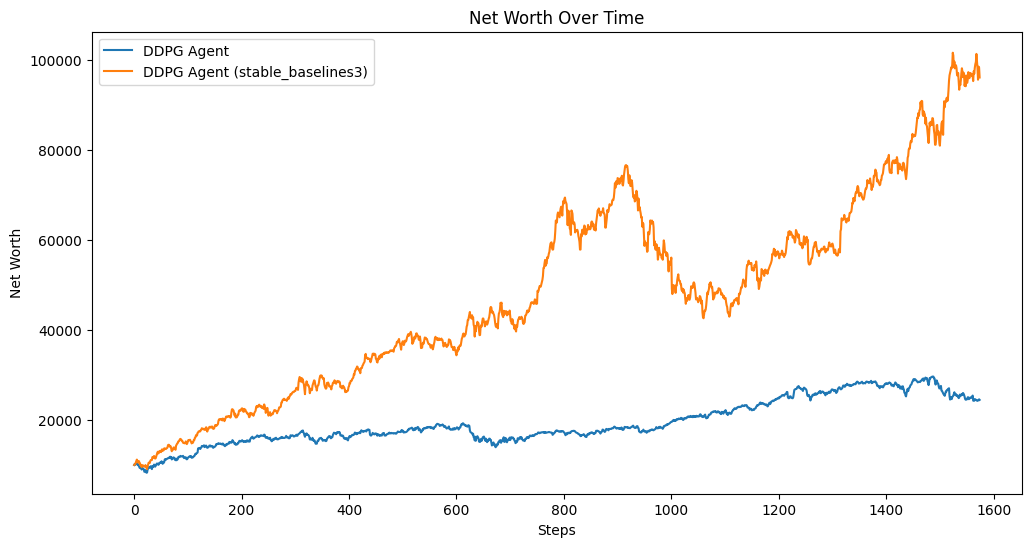 Net Worth Over Time
DDPG Agent
DDPG Agent (stable_baselines3)
Net Worth
100000
80000
60000
40000
20000
0
200
400
600
800
1000
1200
1400
1600
Steps